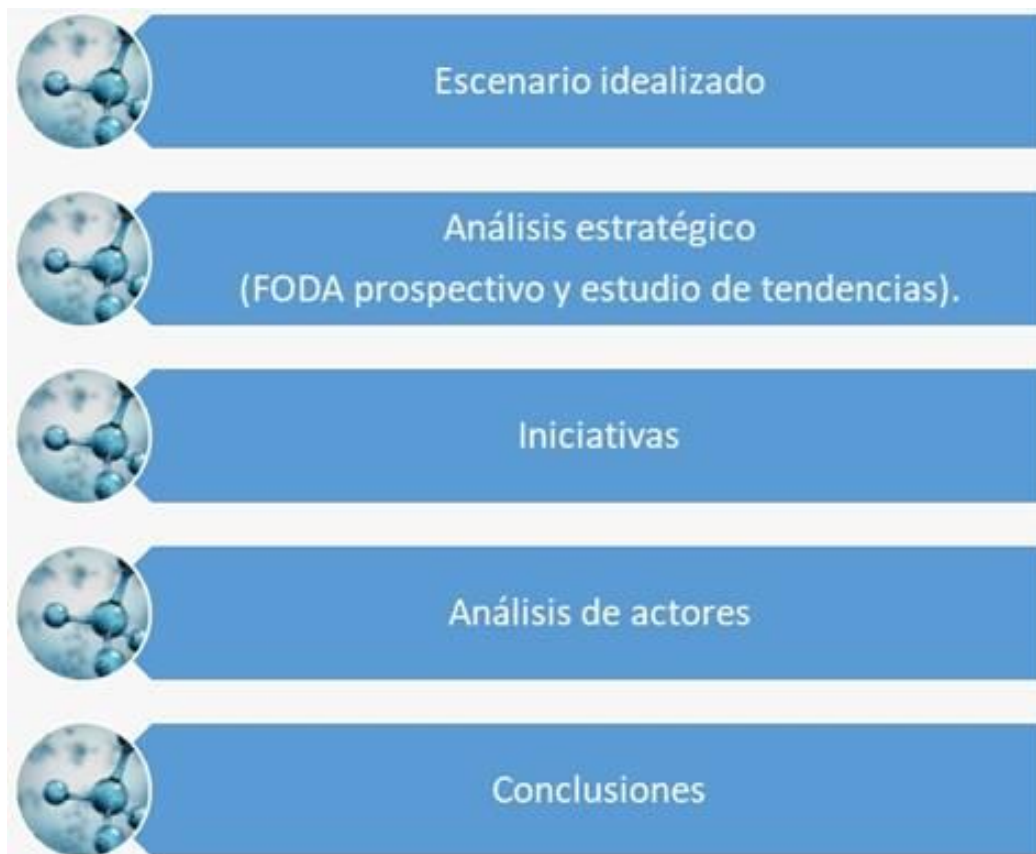 Escenario idealizado
Análisis estratégico
(FODA prospectivo y estudio de tendencias).
Iniciativas
Análisis de actores
Conclusiones